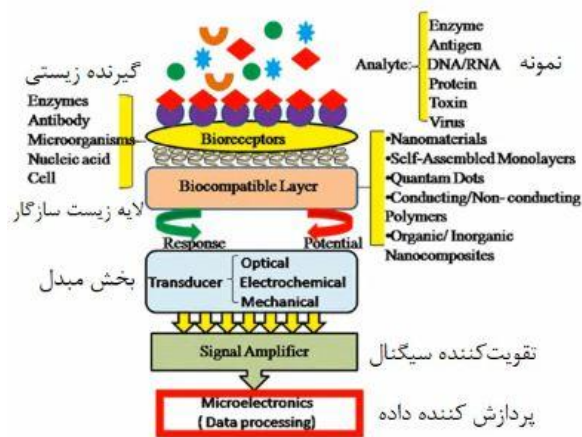 گیرنده زیستی
Enzymes
Antibody
Microorganisms
Nucleic acid
Cell
Analyte:
Enzyme
Antigen
DNA/RNA
Protein
Toxin
Virus
نمونه
Bioreceptors
Biocompatible Layer
•Nanomaterials
•Self-Assembled Monolayers
•Quantam Dots
•Conducting/Non- conducting
Polymers
•Organic/ Inorganic
Nanocomposites
لایه زیست سازگار
Response
Potential
بخش مبدل
Transducer
Optical
Electrochemical
Mechanical
Signal Amplifier
تقویت‌کننده سیگنال
Microelectronics
( Data processing)
پردازش کننده داده